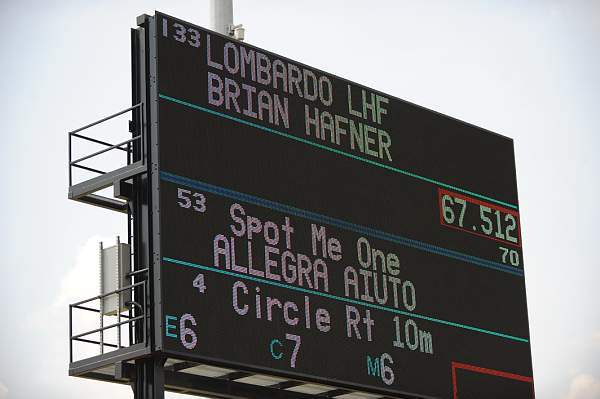 133 LOMBARDO LHF
BRIAN HAFNER
67.512
70
53 Spot Me One
ALLEGRA AIUTO
4 Circle Rt 10m
E6 C7 M6